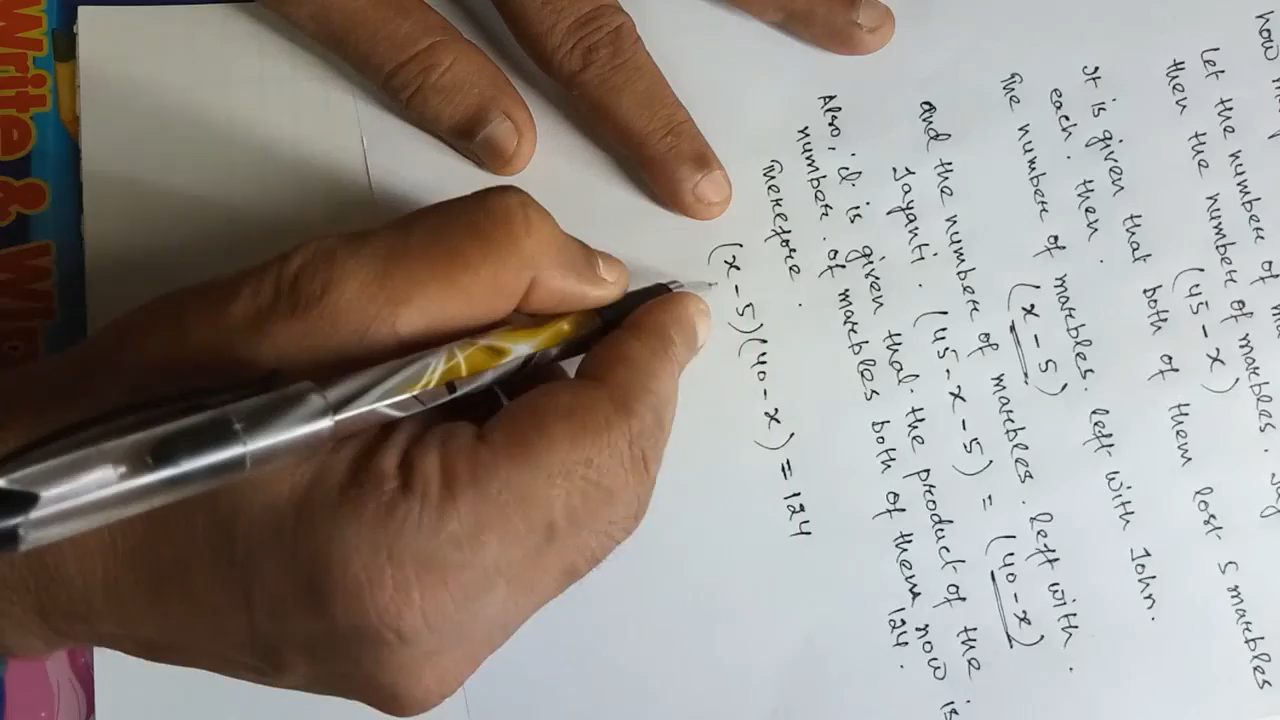 how
Let the number of
then the number of marbles.
(45 - x)
It is given that both of them lost 5 marbles
each. then.
The number of marbles. left with John.
(x - 5)
and the number of marbles. left with.
Jayanti. (45 - x - 5) = (40 - x)
Also, it is given that. the product of the
number. of marbles both of them, now is
124.
Therefore.
(x - 5)(40 - x) = 124
Write &